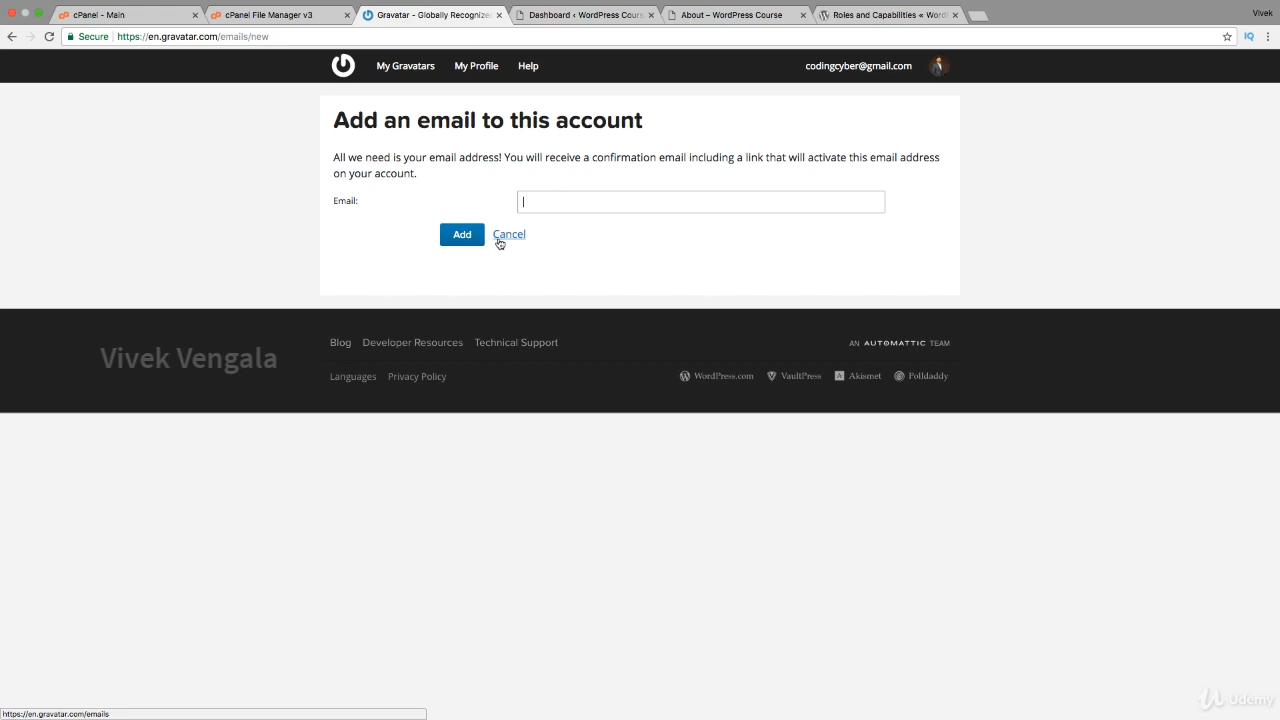 cPanel - Main
cPanel File Manager v3
Gravatar - Globally Recognize
Dashboard ‹ WordPress Cours
About – WordPress Course
Roles and Capabilities « Word
Vivek
Secure
https://en.gravatar.com/emails/new
IQ
My Gravatars
My Profile
Help
codingcyber@gmail.com
Add an email to this account
All we need is your email address! You will receive a confirmation email including a link that will activate this email address
on your account.
Email:
Add
Cancel
Blog
Developer Resources
Technical Support
AN AUTOMATTIC TEAM
Vivek Vengala
Languages
Privacy Policy
WordPress.com
VaultPress
Akismet
Polldaddy
Udemy
https://en.gravatar.com/emails